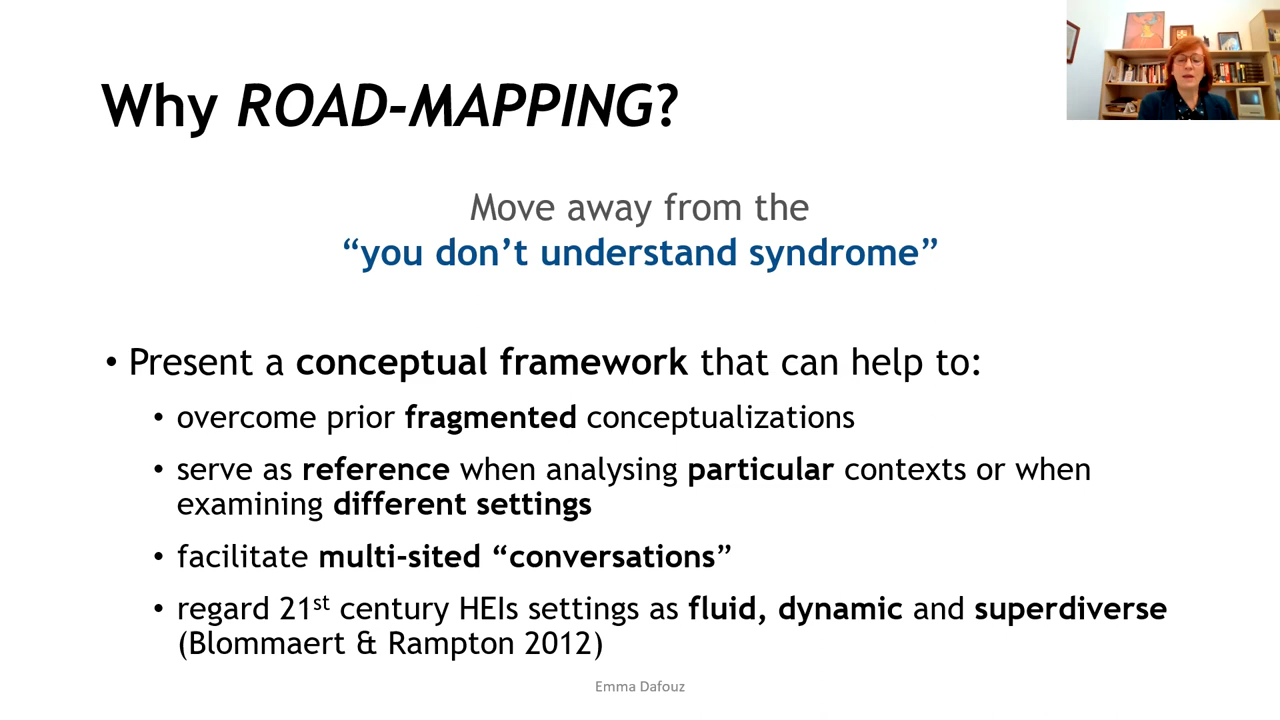 Why ROAD-MAPPING?
Move away from the
“you don’t understand syndrome”
• Present a conceptual framework that can help to:
• overcome prior fragmented conceptualizations
• serve as reference when analysing particular contexts or when
examining different settings
• facilitate multi-sited “conversations”
• regard 21st century HEIs settings as fluid, dynamic and superdiverse
(Blommaert & Rampton 2012)
Emma Dafouz